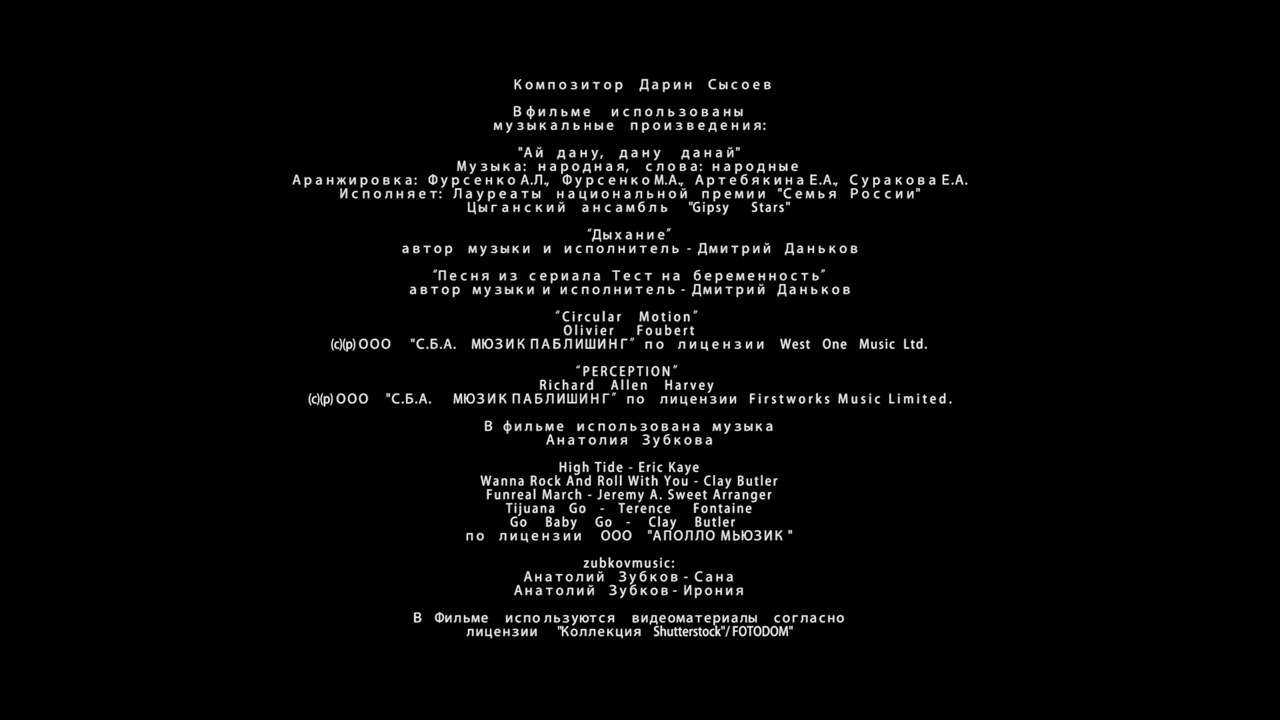 Композитор Дарин Сысоев
В фильме использованы
музыкальные произведения:
"Ай дану, дану данай"
Музыка: народная, слова: народные
Аранжировка: Фурсенко А.Л., Фурсенко М.А., Артебякина Е.А., Суракова Е.А.
Исполняет: Лауреаты национальной премии "Семья России"
Цыганский ансамбль "Gipsy Stars"
"Дыхание"
автор музыки и исполнитель - Дмитрий Даньков
"Песня из сериала Тест на беременность"
автор музыки и исполнитель - Дмитрий Даньков
"Circular Motion"
Olivier Foubert
(c)(p) ООО "С.Б.А. МЮЗИК ПАБЛИШИНГ" по лицензии West One Music Ltd.
"PERCEPTION"
Richard Allen Harvey
(c)(p) ООО "С.Б.А. МЮЗИК ПАБЛИШИНГ" по лицензии Firstworks Music Limited.
В фильме использована музыка
Анатолия Зубкова
High Tide - Eric Kaye
Wanna Rock And Roll With You - Clay Butler
Funreal March - Jeremy A. Sweet Arranger
Tijuana Go - Terence Fontaine
Go Baby Go - Clay Butler
по лицензии ООО "АПОЛЛО МЬЮЗИК"
zubkovmusic:
Анатолий Зубков - Сана
Анатолий Зубков - Ирония
В Фильме используются видеоматериалы согласно
лицензии "Коллекция Shutterstock"/ FOTODOM"